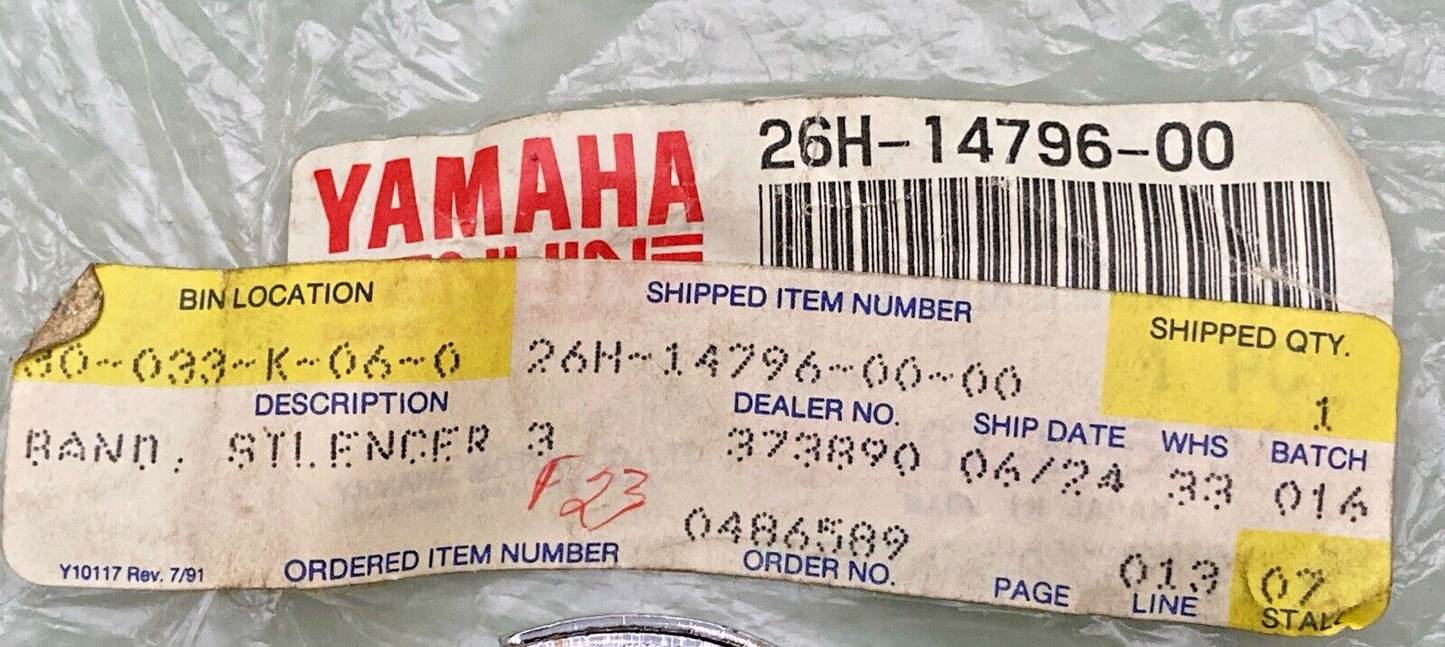 YAMAHA
26H-14796-00
BIN LOCATION
SHIPPED ITEM NUMBER
SHIPPED QTY.
30-033-K-06-0
26H-14796-00-00
1
DESCRIPTION
DEALER NO.
SHIP DATE
WHS
BATCH
BAND, SILENCER 3
373890
06/24
33
016
F23
0486589
013
07
Y10117 Rev. 7/91
ORDERED ITEM NUMBER
ORDER NO.
PAGE
LINE
STALL